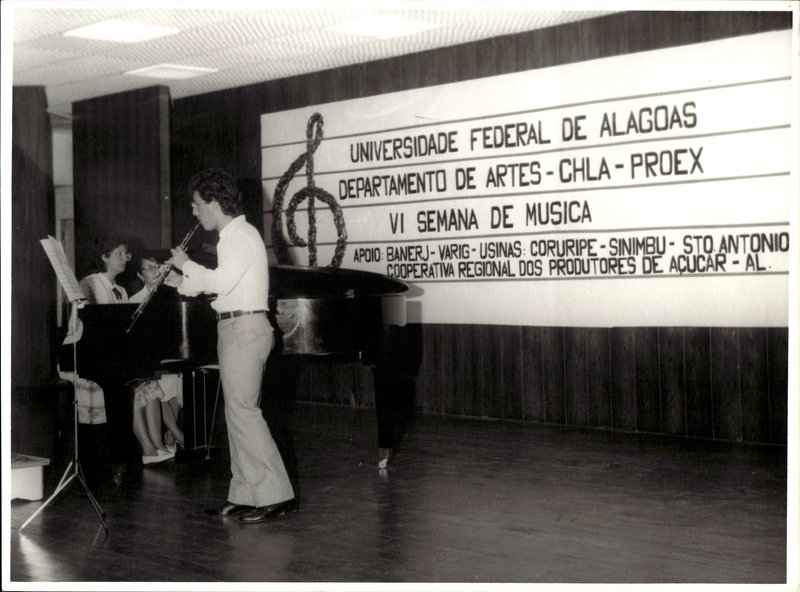 UNIVERSIDADE FEDERAL DE ALAGOAS
DEPARTAMENTO DE ARTES - CHLA - PROEX
VI SEMANA DE MUSICA
APOIO: BANERJ - VARIG - USINAS: CORURIPE - SINIMBU - STO. ANTONIO
COOPERATIVA REGIONAL DOS PRODUTORES DE AÇUCAR - AL.